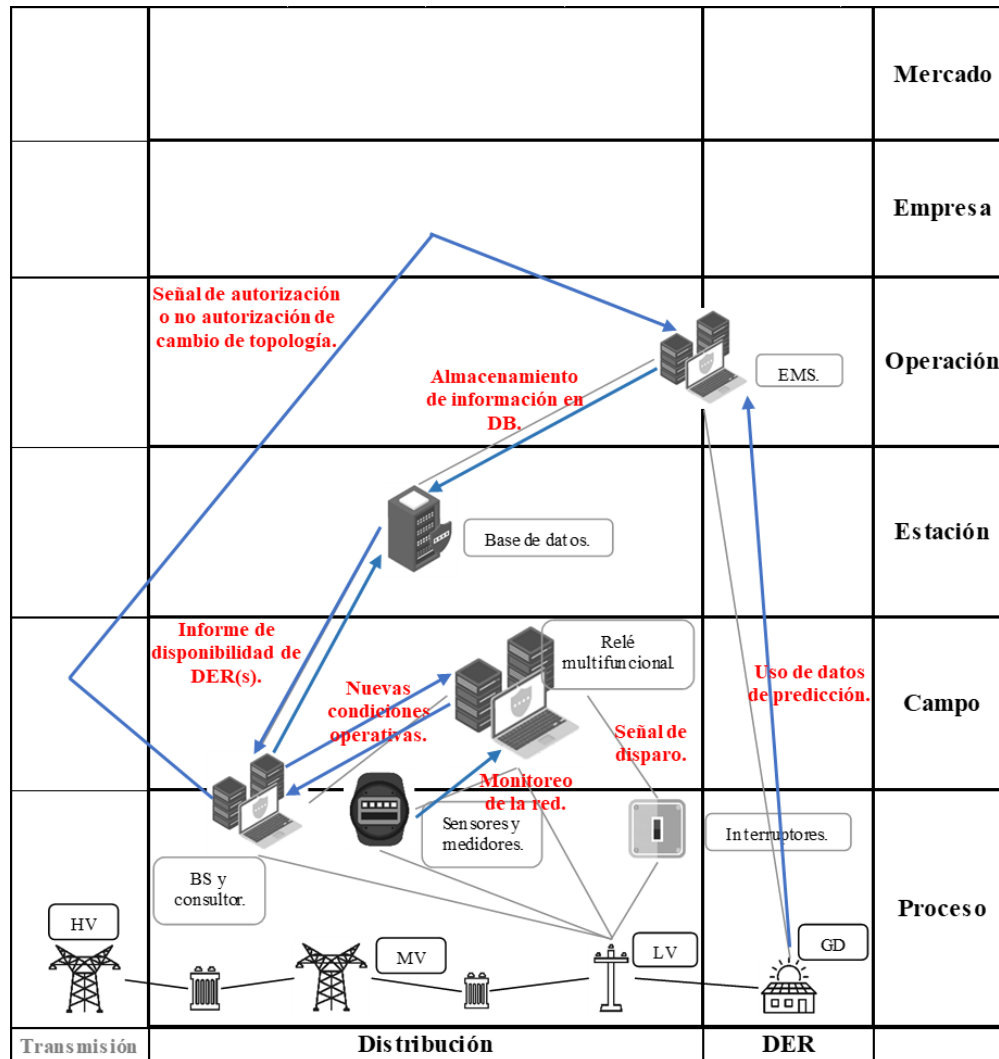 Mercado
Empresa
Señal de autorización
o no autorización de
cambio de topología.
Operación
EMS.
Almacenamiento
de información en
DB.
Estación
Base de datos.
Informe de
disponibilidad de
DER(s).
Relé
multifuncional.
Nuevas
condiciones
operativas.
Uso de datos
de predicción.
Campo
Señal de
disparo.
Monitoreo
de la red.
Sensores y
medidores.
Interruptores.
BS y
consultor.
Proceso
HV
MV
LV
GD
Transmisión
Distribución
DER